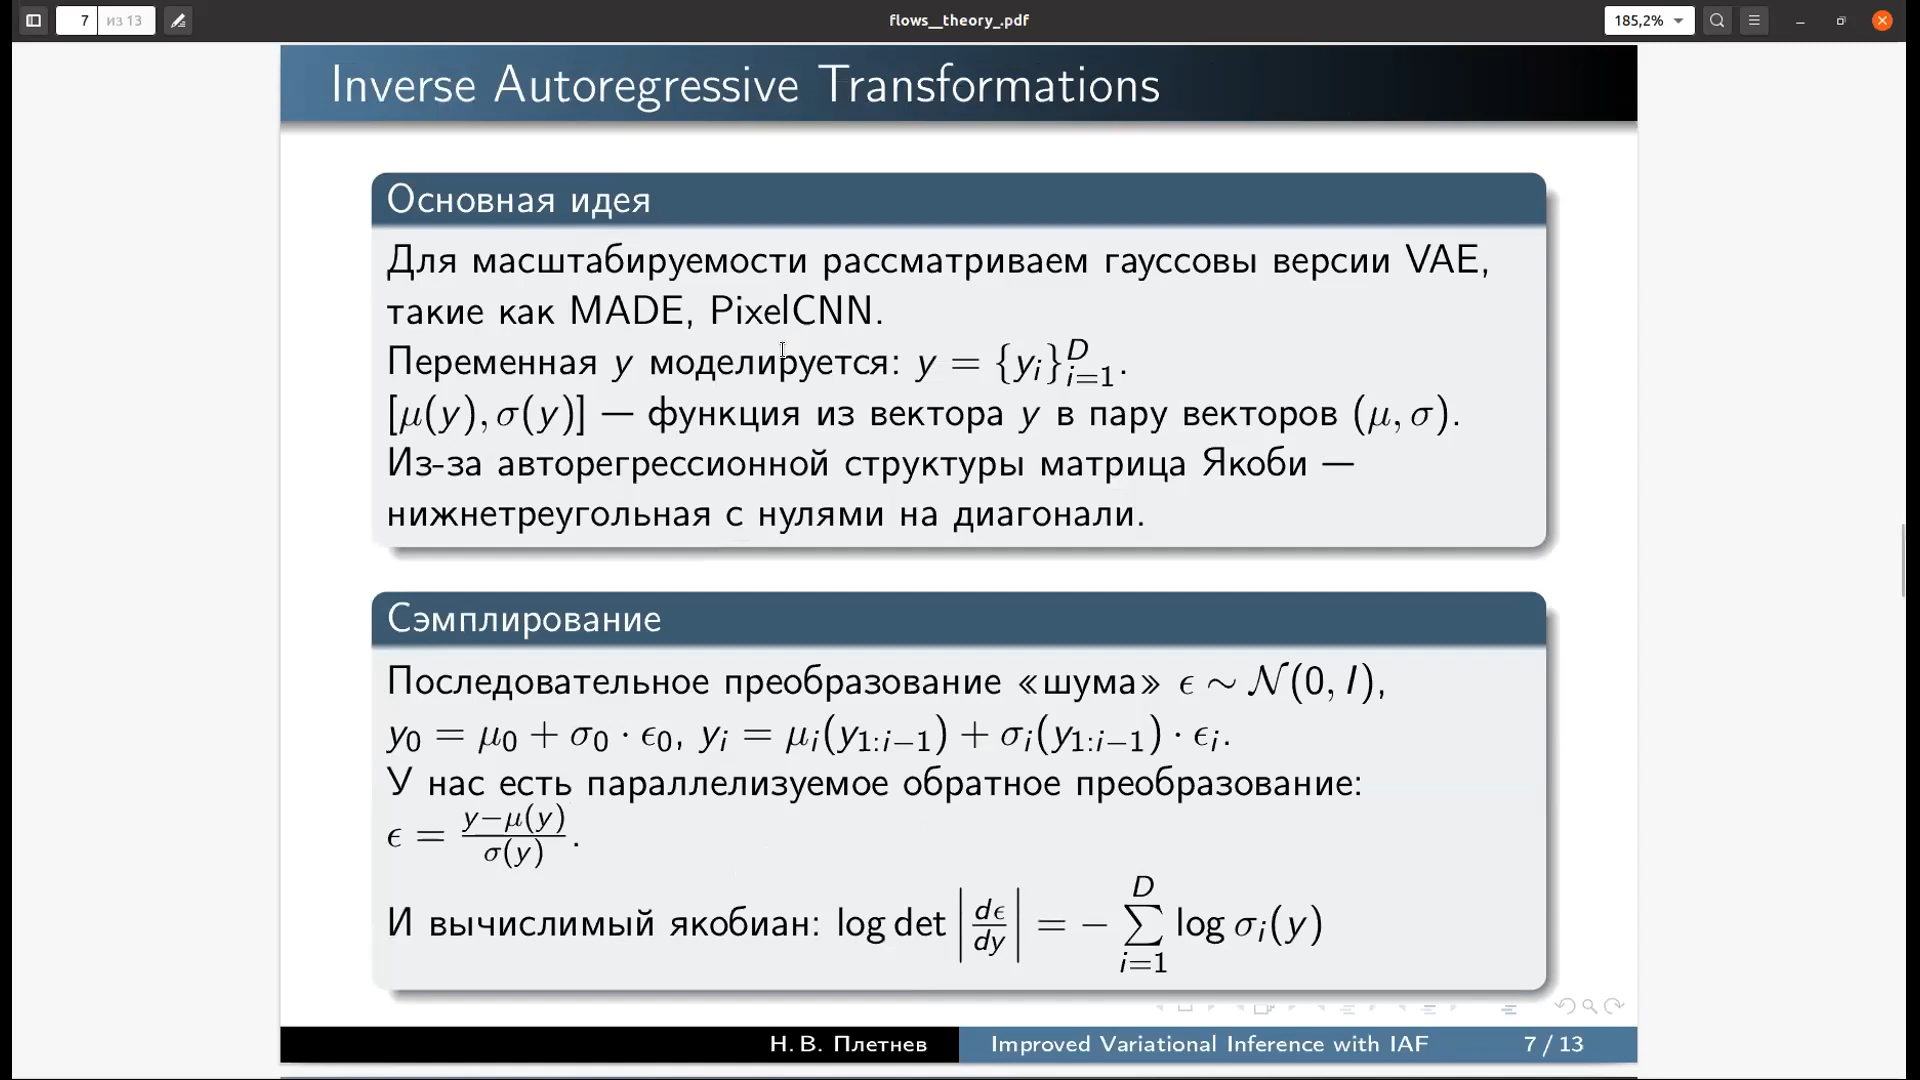 7 из 13
flows__theory_.pdf
185,2%
Inverse Autoregressive Transformations
Основная идея
Для масштабируемости рассматриваем гауссовы версии VAE,
такие как MADE, PixelCNN.
Переменная y моделируется: y = {y_i}_{i=1}^D.
[μ(y), σ(y)] — функция из вектора y в пару векторов (μ, σ).
Из-за авторегрессионной структуры матрица Якоби —
нижнетреугольная с нулями на диагонали.
Сэмплирование
Последовательное преобразование «шума» ϵ ∼ 𝒩(0, I),
y_0 = μ_0 + σ_0 · ϵ_0, y_i = μ_i(y_{1:i−1}) + σ_i(y_{1:i−1}) · ϵ_i.
У нас есть параллелизуемое обратное преобразование:
ϵ = \frac{y−μ(y)}{σ(y)}.
И вычислимый якобиан: log det |\frac{dϵ}{dy}| = − ∑_{i=1}^D log σ_i(y)
Н. В. Плетнев
Improved Variational Inference with IAF
7 / 13